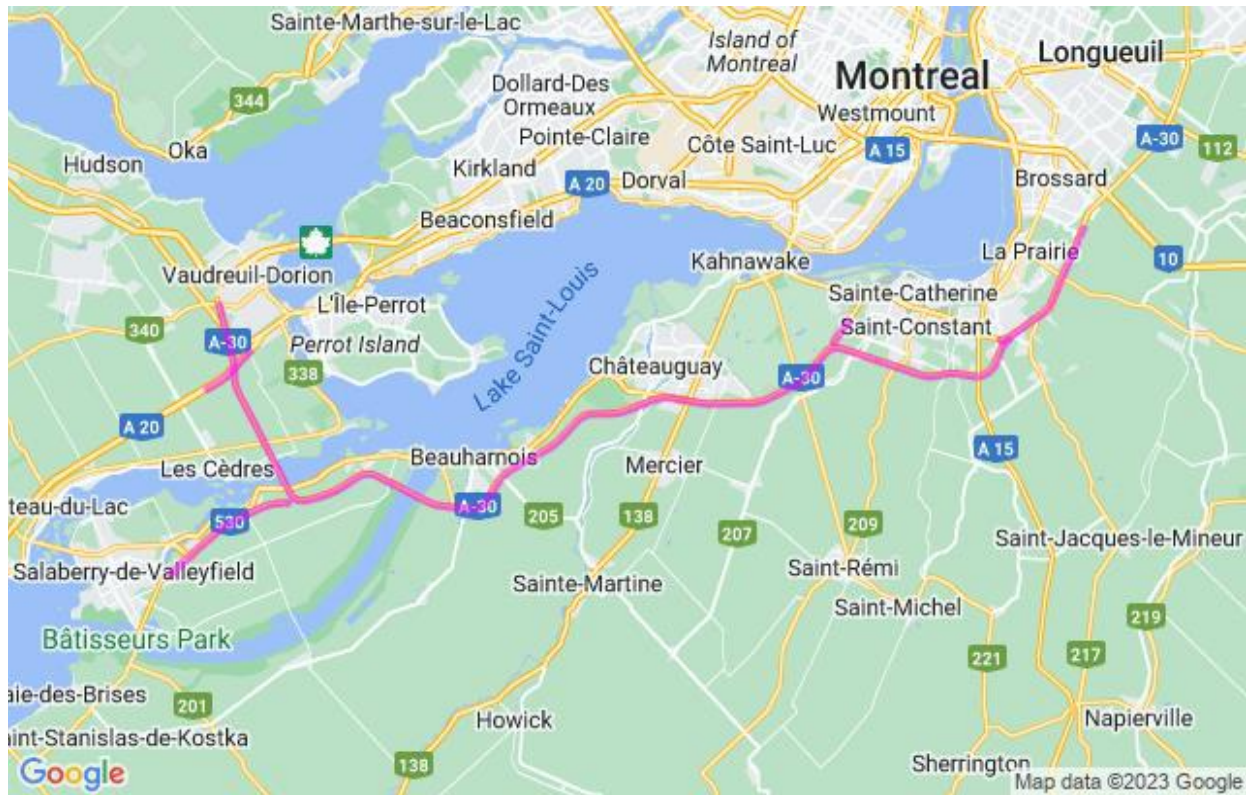 Sainte-Marthe-sur-le-Lac
Island of
Montreal
Longueuil
Montreal
Dollard-Des
Ormeaux
344
Westmount
A-30
Pointe-Claire
Côte Saint-Luc
A 15
112
Oka
Hudson
Kirkland
A 20
Dorval
Brossard
Beaconsfield
La Prairie
10
Kahnawake
Vaudreuil-Dorion
L'Île-Perrot
Sainte-Catherine
Saint-Constant
340
A-30
Perrot Island
Lake Saint-Louis
338
Châteauguay
A-30
A 20
Les Cèdres
Beauharnois
Mercier
A 15
teau-du-Lac
530
A-30
205
138
207
209
Saint-Jacques-le-Mineur
Salaberry-de-Valleyfield
Sainte-Martine
Saint-Rémi
Saint-Michel
219
Bâtisseurs Park
221
217
aie-des-Brises
201
Howick
Napierville
aint-Stanislas-de-Kostka
138
Sherrington
Google
Map data ©2023 Google